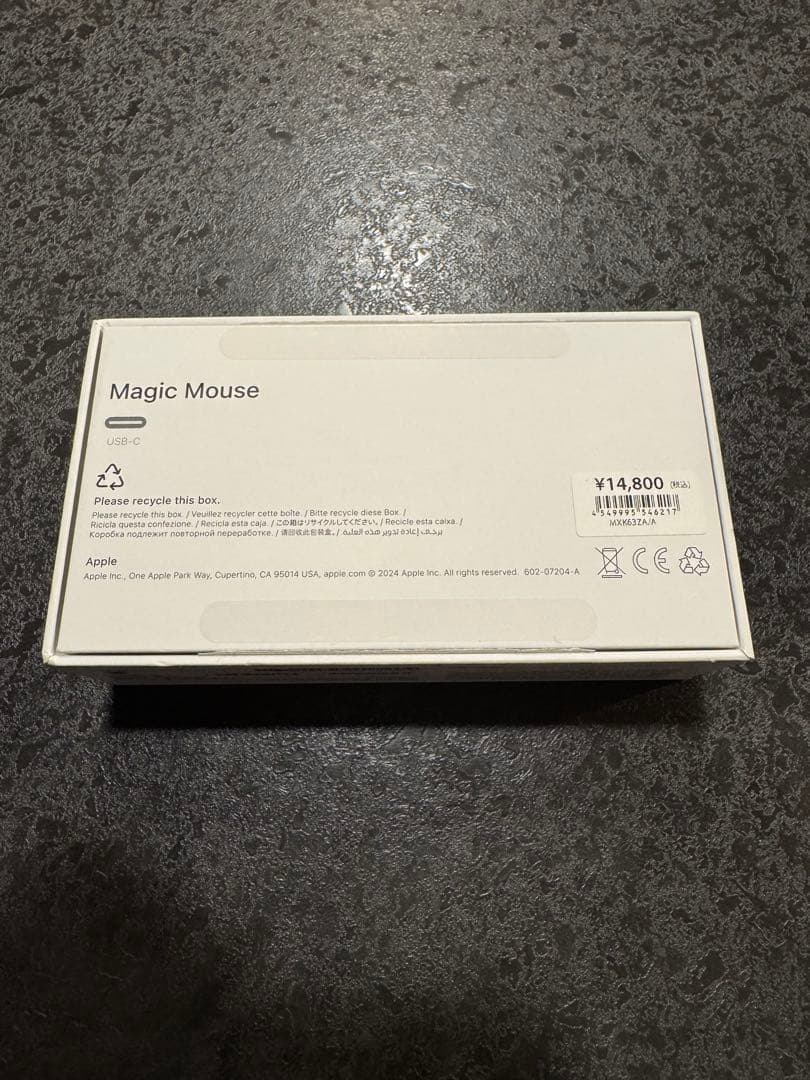 Magic Mouse
USB-C
Please recycle this box.
Please recycle this box. / Veuillez recycler cette boîte. / Bitte recycle diese Box. /
Ricicla questa confezione. / Recicla esta caja. / この箱はリサイクルしてください。 / Recicle esta caixa. /
Коробка подлежит повторной переработке. / 请回收此包装盒。 / يرجى إعادة تدوير هذه العلبة.
Apple
Apple Inc., One Apple Park Way, Cupertino, CA 95014 USA, apple.com © 2024 Apple Inc. All rights reserved. 602-07204-A
¥14,800 (税込)
4 549995 546217
MXK63ZA/A